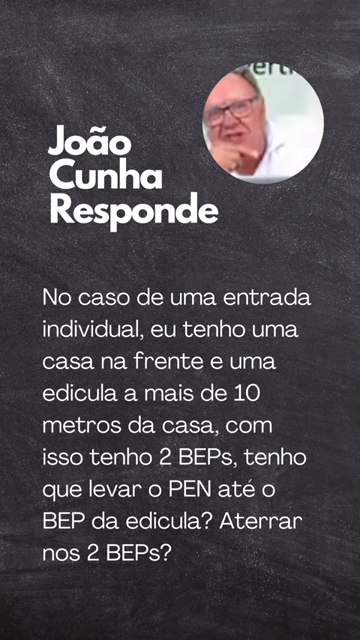 vert
João
Cunha
Responde
No caso de uma entrada
individual, eu tenho uma
casa na frente e uma
edicula a mais de 10
metros da casa, com
isso tenho 2 BEPs, tenho
que levar o PEN até o
BEP da edicula? Aterrar
nos 2 BEPs?